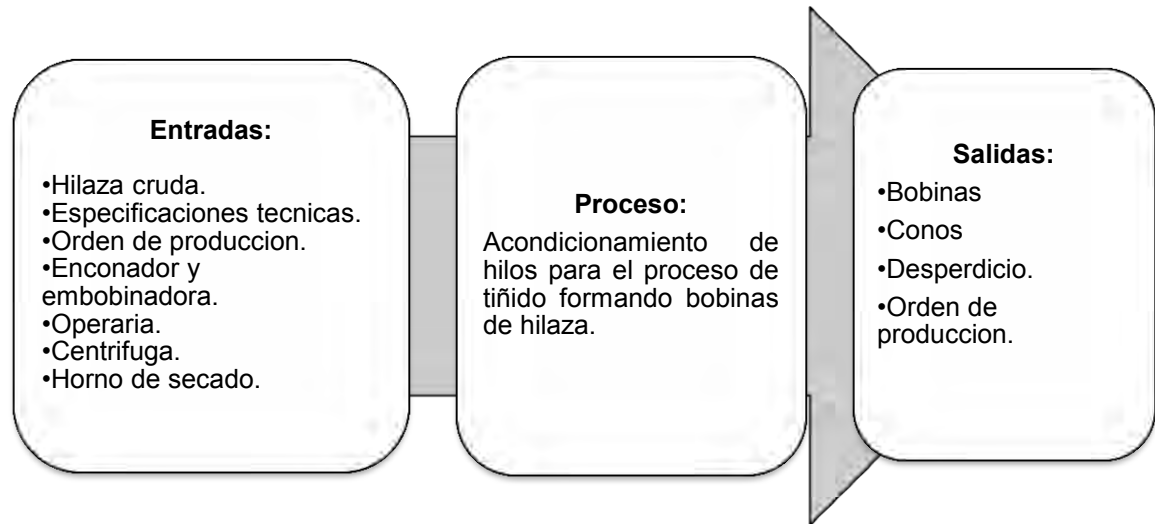 Entradas:
•Hilaza cruda.
•Especificaciones tecnicas.
•Orden de produccion.
•Enconador y
embobinadora.
•Operaria.
•Centrifuga.
•Horno de secado.
Proceso:
Acondicionamiento de
hilos para el proceso de
tiñido formando bobinas
de hilaza.
Salidas:
•Bobinas
•Conos
•Desperdicio.
•Orden de
produccion.